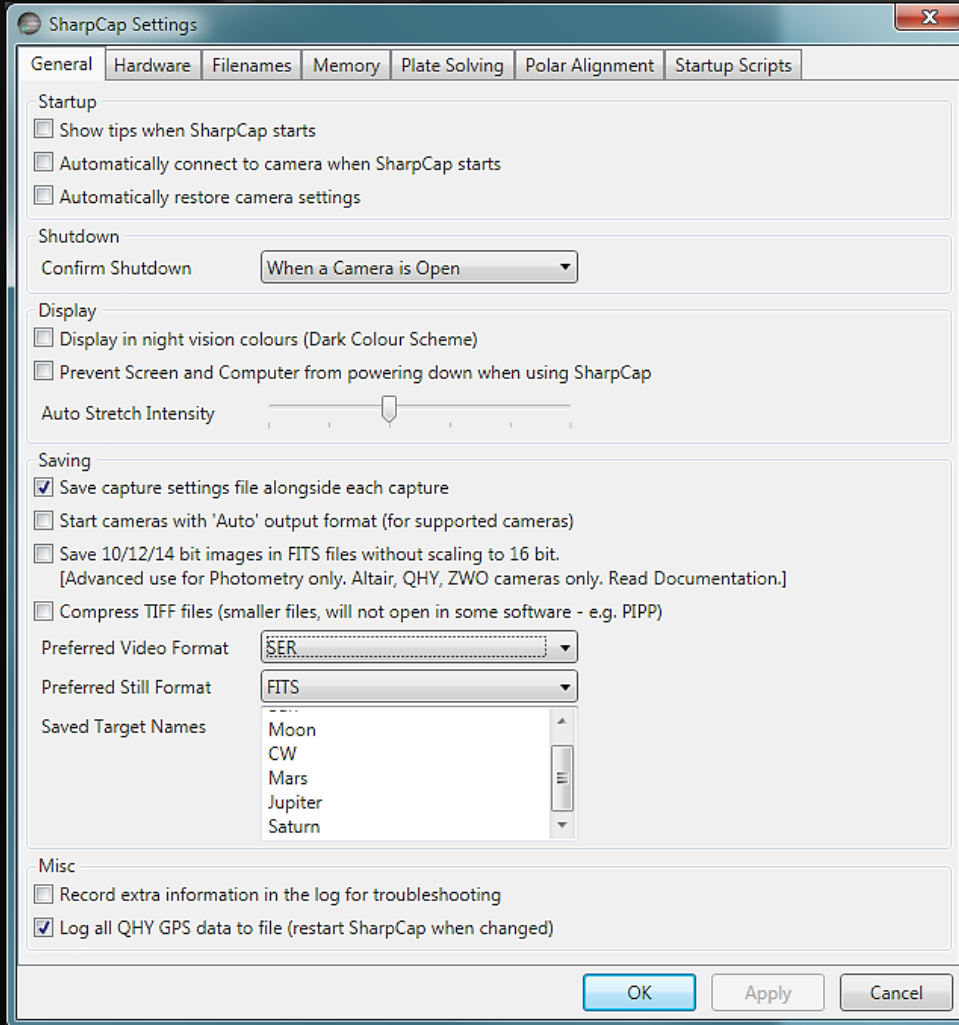 SharpCap Settings
General Hardware Filenames Memory Plate Solving Polar Alignment Startup Scripts
Startup
Show tips when SharpCap starts
Automatically connect to camera when SharpCap starts
Automatically restore camera settings
Shutdown
Confirm Shutdown When a Camera is Open
Display
Display in night vision colours (Dark Colour Scheme)
Prevent Screen and Computer from powering down when using SharpCap
Auto Stretch Intensity
Saving
Save capture settings file alongside each capture
Start cameras with 'Auto' output format (for supported cameras)
Save 10/12/14 bit images in FITS files without scaling to 16 bit.
[Advanced use for Photometry only. Altair, QHY, ZWO cameras only. Read Documentation.]
Compress TIFF files (smaller files, will not open in some software - e.g. PIPP)
Preferred Video Format SER
Preferred Still Format FITS
Saved Target Names
Moon
CW
Mars
Jupiter
Saturn
Misc
Record extra information in the log for troubleshooting
Log all QHY GPS data to file (restart SharpCap when changed)
OK Apply Cancel